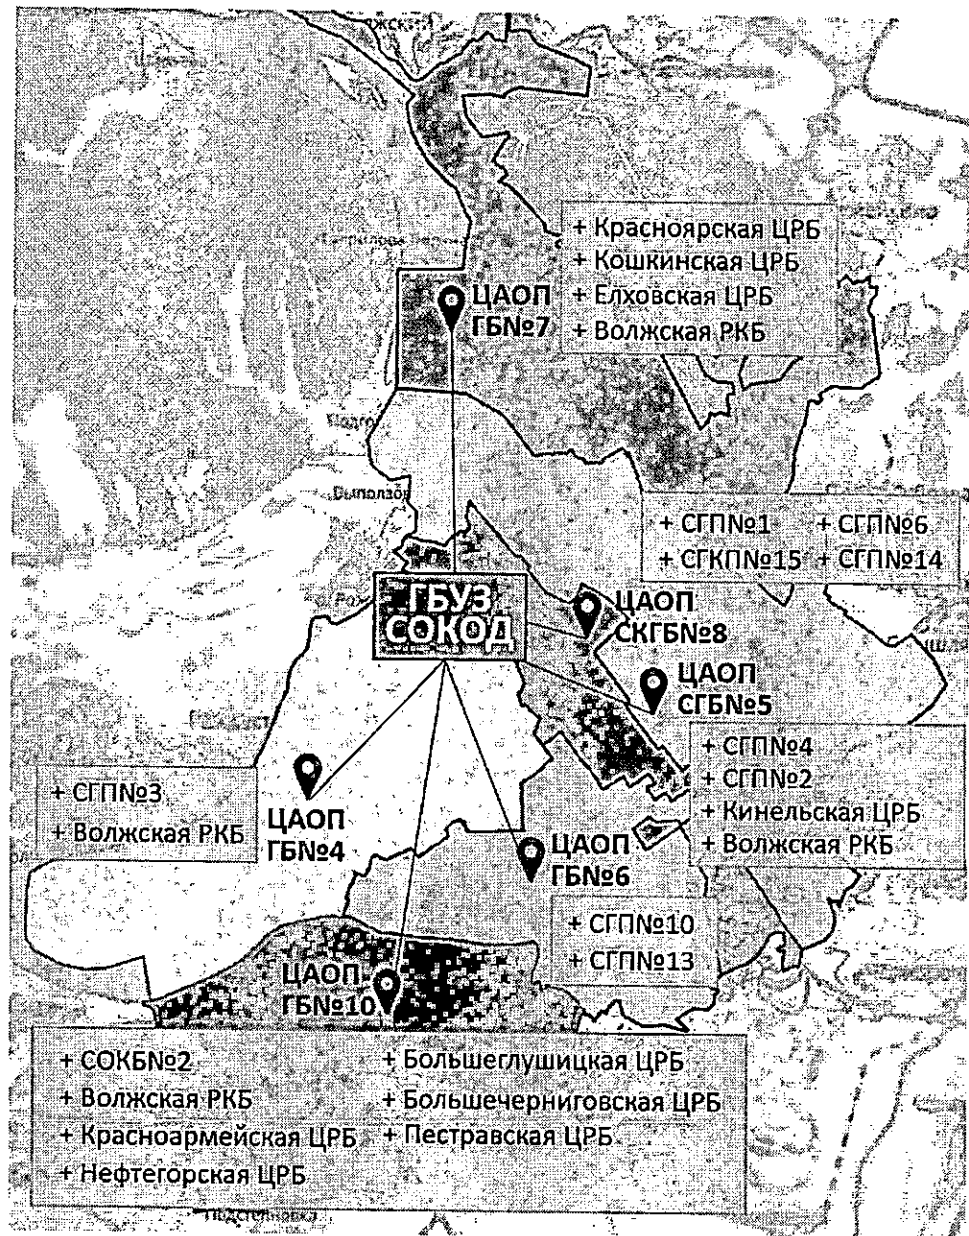 + Красноярская ЦРБ
+ Кошкинская ЦРБ
+ Елховская ЦРБ
+ Волжская РКБ
ЦАОП
ГБ№7
Выползов
+ СГП№1 + СГП№6
+ СГКП№15 + СГП№14
ГБУЗ
СОКОД
ЦАОП
СКГБ№8
ЦАОП
СГБ№5
+ СГП№4
+ СГП№2
+ Кинельская ЦРБ
+ Волжская РКБ
+ СГП№3
+ Волжская РКБ
ЦАОП
ГБ№4
ЦАОП
ГБ№6
+ СГП№10
+ СГП№13
ЦАОП
ГБ№10
+ СОКБ№2 + Большеглушицкая ЦРБ
+ Волжская РКБ + Большечерниговская ЦРБ
+ Красноармейская ЦРБ + Пестравская ЦРБ
+ Нефтегорская ЦРБ